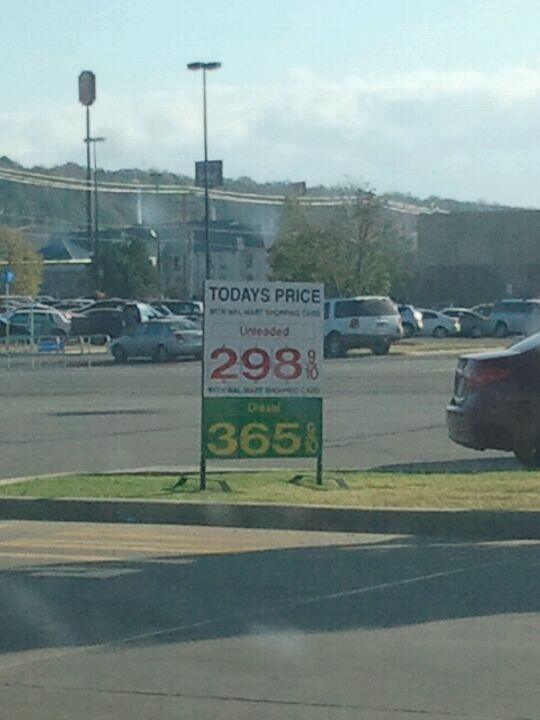 TODAYS PRICE
WITH WAL-MART SHOPPING CARD
Unleaded
298 9/10
WITH WAL-MART SHOPPING CARD
Diesel
365 9/10